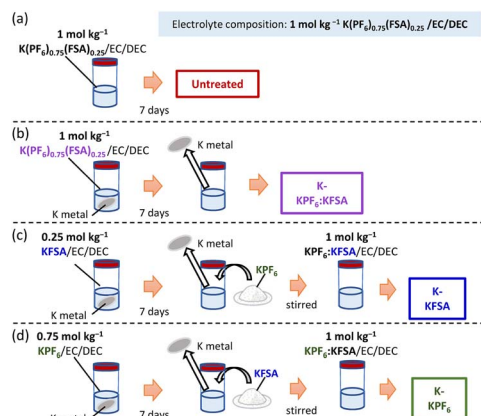 (a)
Electrolyte composition: 1 mol kg⁻¹ K(PF₆)₀.₇₅(FSA)₀.₂₅ /EC/DEC
1 mol kg⁻¹
K(PF₆)₀.₇₅(FSA)₀.₂₅/EC/DEC
Untreated
7 days
(b)
1 mol kg⁻¹
K(PF₆)₀.₇₅(FSA)₀.₂₅/EC/DEC
K metal
K-
KPF₆:KFSA
K metal
7 days
(c)
0.25 mol kg⁻¹
KFSA/EC/DEC
K metal
1 mol kg⁻¹
KPF₆:KFSA/EC/DEC
KPF₆
K metal
7 days
stirred
K-
KFSA
(d)
0.75 mol kg⁻¹
KPF₆/EC/DEC
K metal
1 mol kg⁻¹
KPF₆:KFSA/EC/DEC
KFSA
7 days
stirred
K-
KPF₆